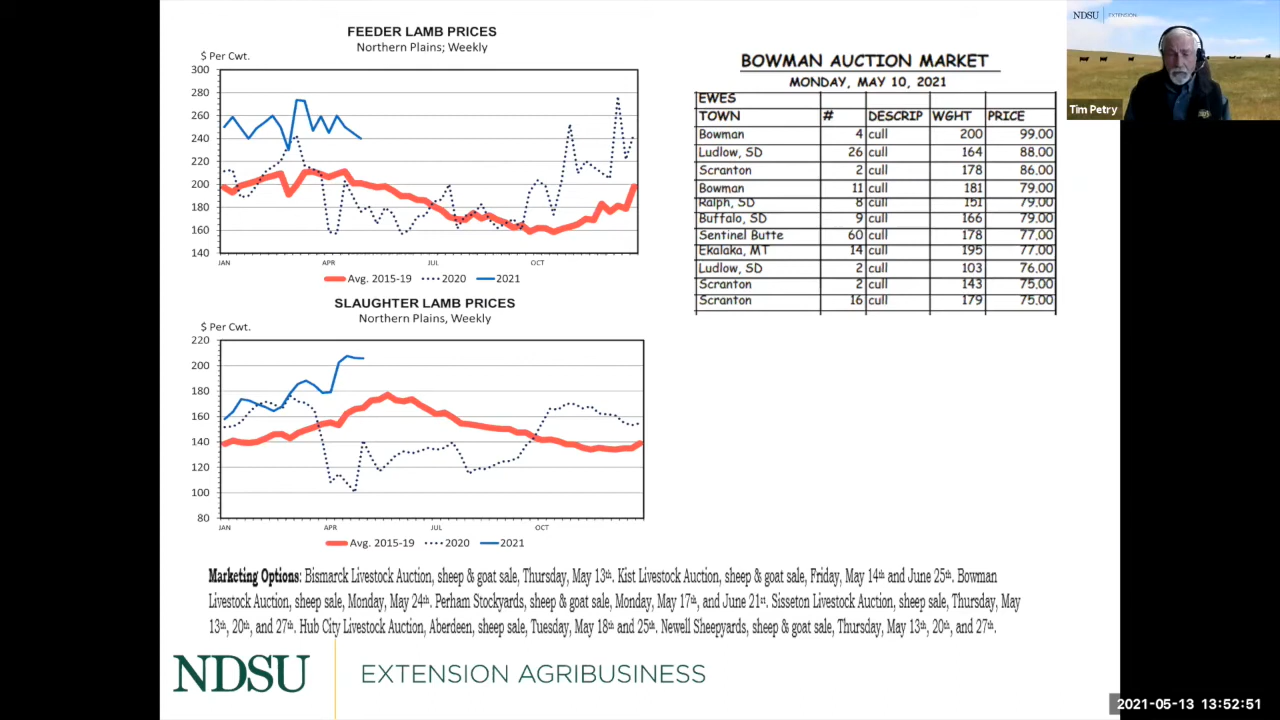 FEEDER LAMB PRICES
Northern Plains; Weekly
$ Per Cwt.
300
280
260
240
220
200
180
160
140
JAN APR JUL OCT
Avg. 2015-19 2020 2021
SLAUGHTER LAMB PRICES
Northern Plains, Weekly
$ Per Cwt.
220
200
180
160
140
120
100
80
JAN APR JUL OCT
Avg. 2015-19 2020 2021
BOWMAN AUCTION MARKET
MONDAY, MAY 10, 2021
EWES
TOWN # DESCRIP WGHT PRICE
Bowman 4 cull 200 99.00
Ludlow, SD 26 cull 164 88.00
Scranton 2 cull 178 86.00
Bowman 11 cull 181 79.00
Ralph, SD 8 cull 151 79.00
Buffalo, SD 9 cull 166 79.00
Sentinel Butte 60 cull 178 77.00
Ekalaka, MT 14 cull 195 77.00
Ludlow, SD 2 cull 103 76.00
Scranton 2 cull 143 75.00
Scranton 16 cull 179 75.00
NDSU EXTENSION
Tim Petry
Marketing Options: Bismarck Livestock Auction, sheep & goat sale, Thursday, May 13th. Kist Livestock Auction, sheep & goat sale, Friday, May 14th and June 25th. Bowman
Livestock Auction, sheep sale, Monday, May 24th. Perham Stockyards, sheep & goat sale, Monday, May 17th, and June 21st. Sisseton Livestock Auction, sheep sale, Thursday, May
13th, 20th, and 27th. Hub City Livestock Auction, Aberdeen, sheep sale, Tuesday, May 18th and 25th. Newell Sheepyards, sheep & goat sale, Thursday, May 13th, 20th, and 27th.
NDSU EXTENSION AGRIBUSINESS
2021-05-13 13:52:51